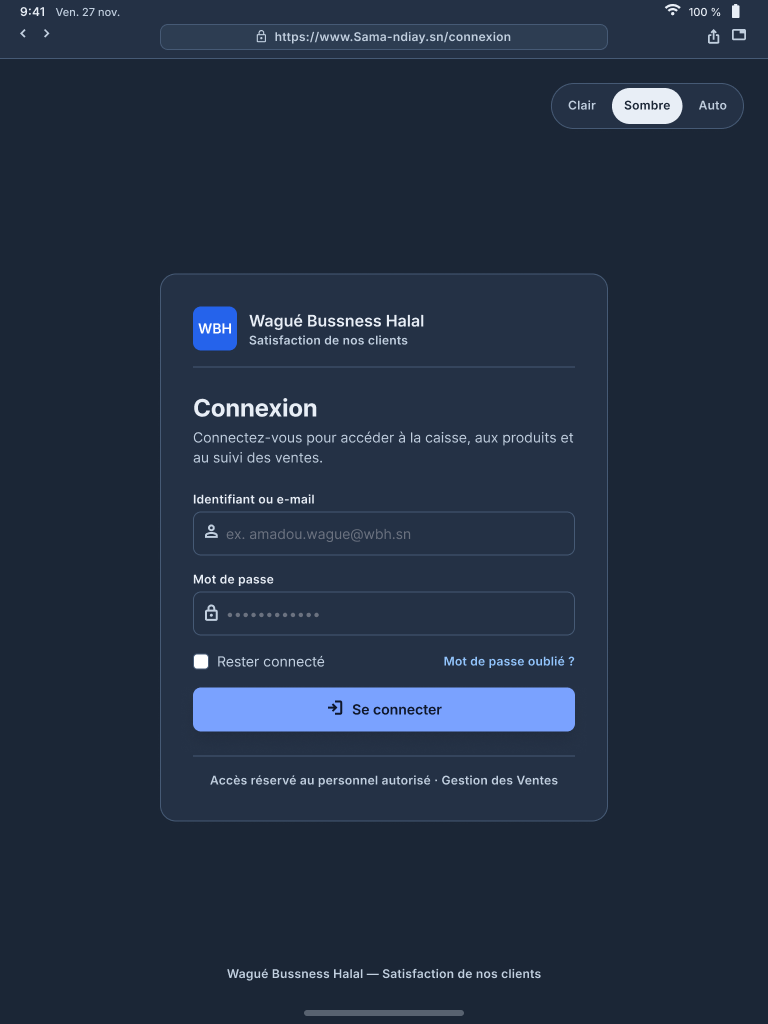 9:41 Ven. 27 nov. 100 %
https://www.Sama-ndiay.sn/connexion
Clair Sombre Auto
WBH
Wagué Bussness Halal
Satisfaction de nos clients
Connexion
Connectez-vous pour accéder à la caisse, aux produits et
au suivi des ventes.
Identifiant ou e-mail
ex. amadou.wague@wbh.sn
Mot de passe
••••••••••••
Rester connecté Mot de passe oublié ?
Se connecter
Accès réservé au personnel autorisé · Gestion des Ventes
Wagué Bussness Halal — Satisfaction de nos clients